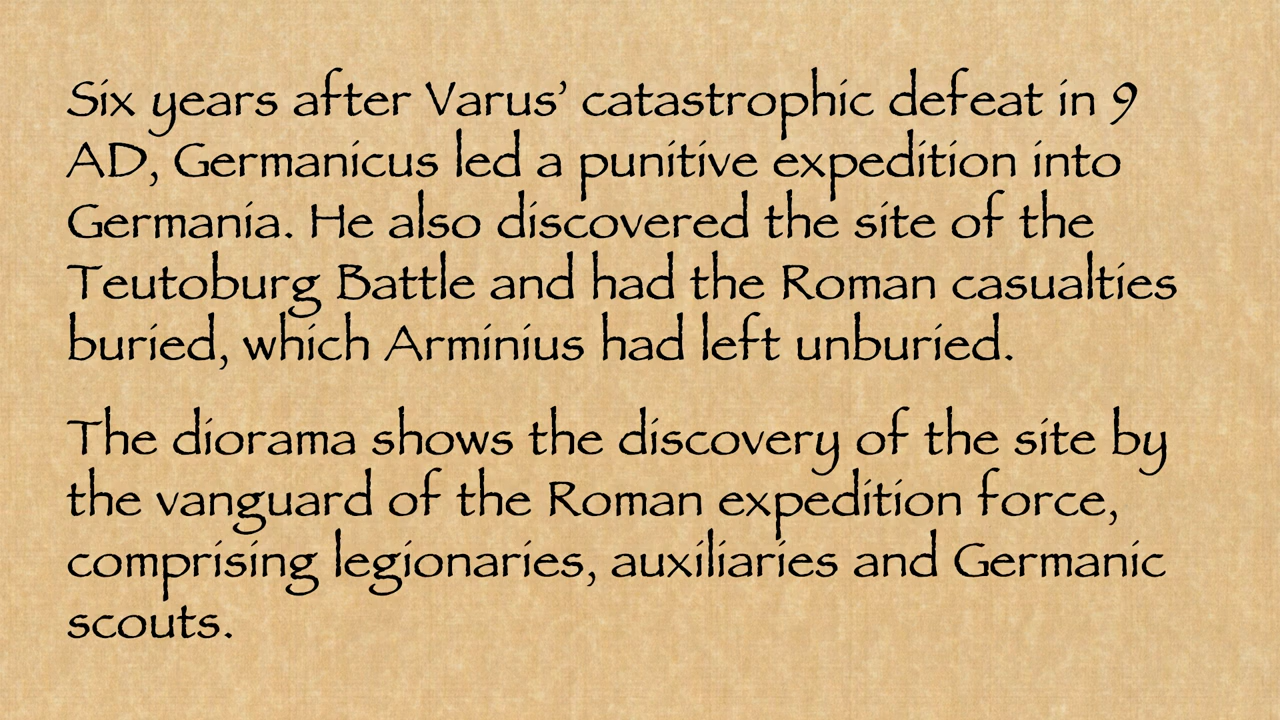 Six years after Varus’ catastrophic defeat in 9
AD, Germanicus led a punitive expedition into
Germania. He also discovered the site of the
Teutoburg Battle and had the Roman casualties
buried, which Arminius had left unburied.
The diorama shows the discovery of the site by
the vanguard of the Roman expedition force,
comprising legionaries, auxiliaries and Germanic
scouts.